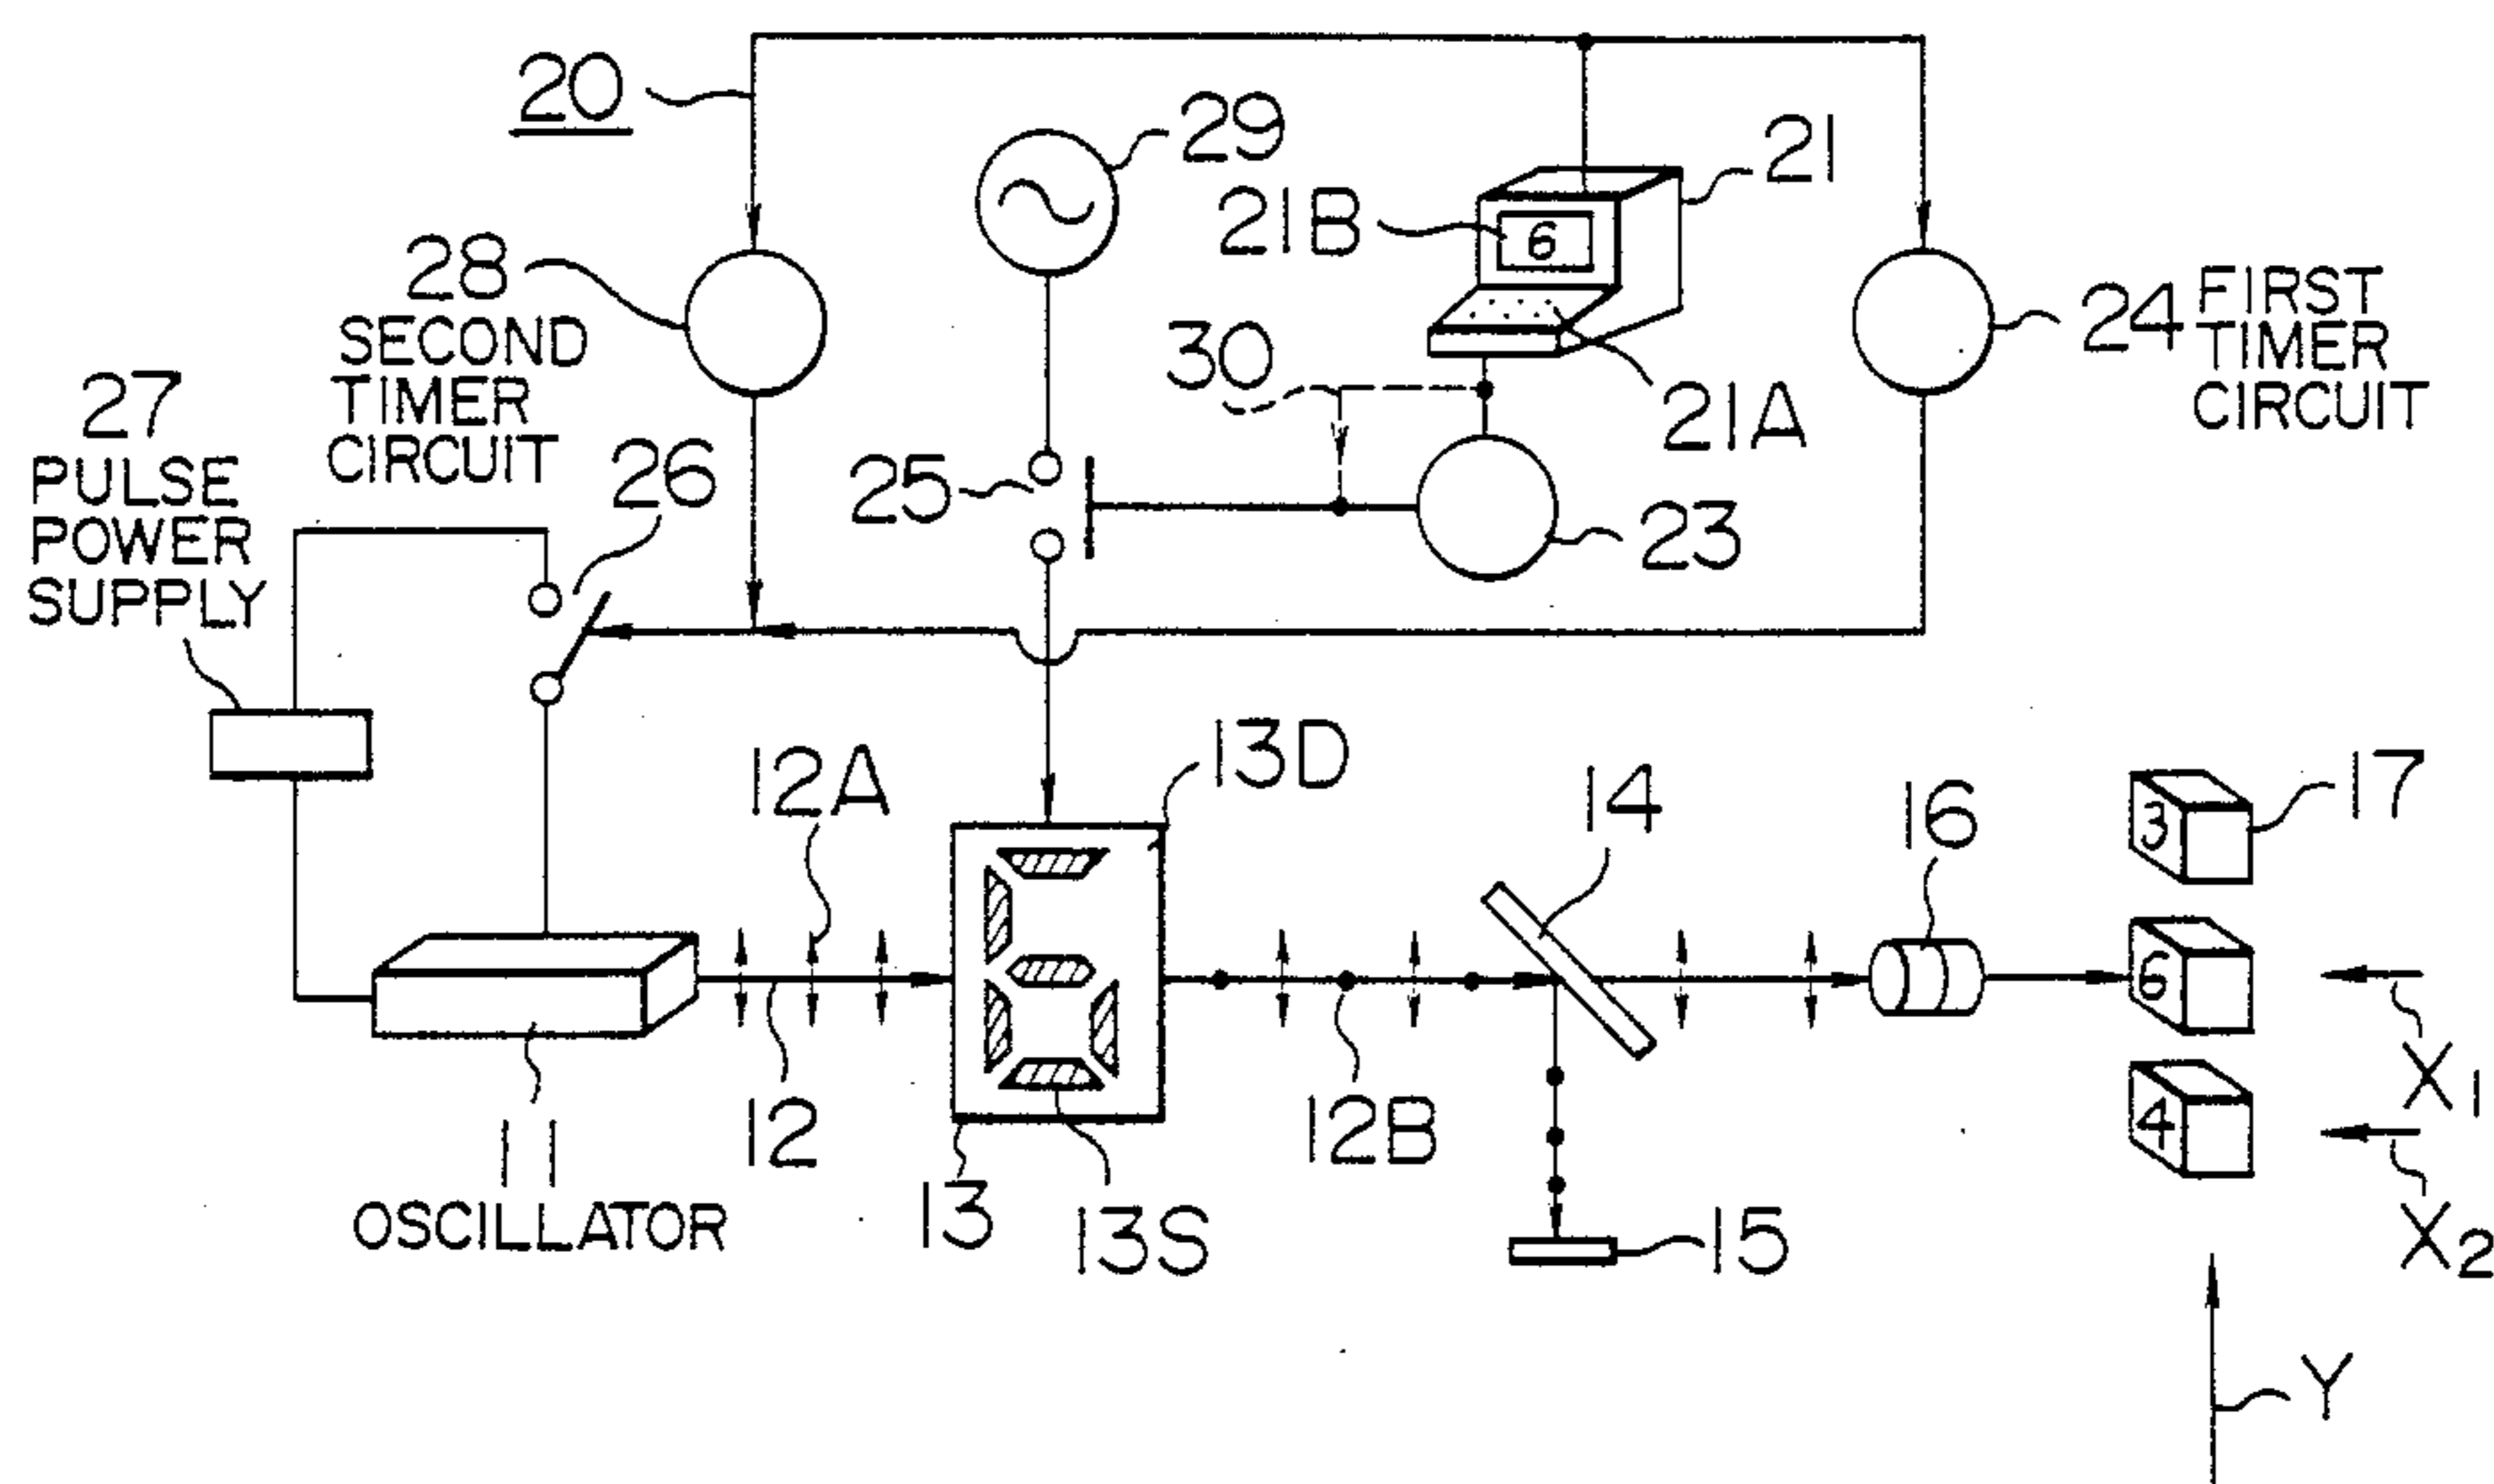 20
29
21
21B
6
28
SECOND
TIMER
CIRCUIT
24 FIRST
TIMER
CIRCUIT
30
21A
27
PULSE
POWER
SUPPLY
26
25
23
12A
13D
14
16
17
3
6
4
12
12B
X1
X2
11
OSCILLATOR
13
13S
15
Y